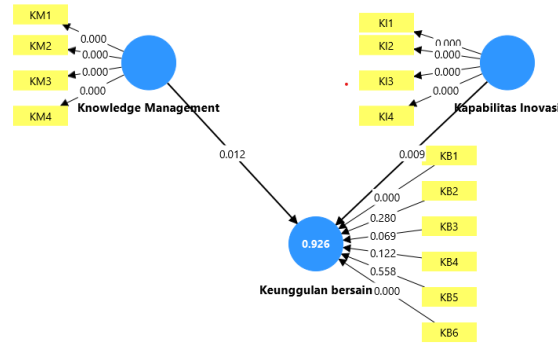 KM1
KM2
KM3
KM4
0.000
0.000
0.000
0.000
Knowledge Management
KI1
KI2
KI3
KI4
0.000
0.000
0.000
0.000
Kapabilitas Inovasi
0.012
0.009
0.926
Keunggulan bersain
KB1
KB2
KB3
KB4
KB5
KB6
0.000
0.280
0.069
0.122
0.558
0.000